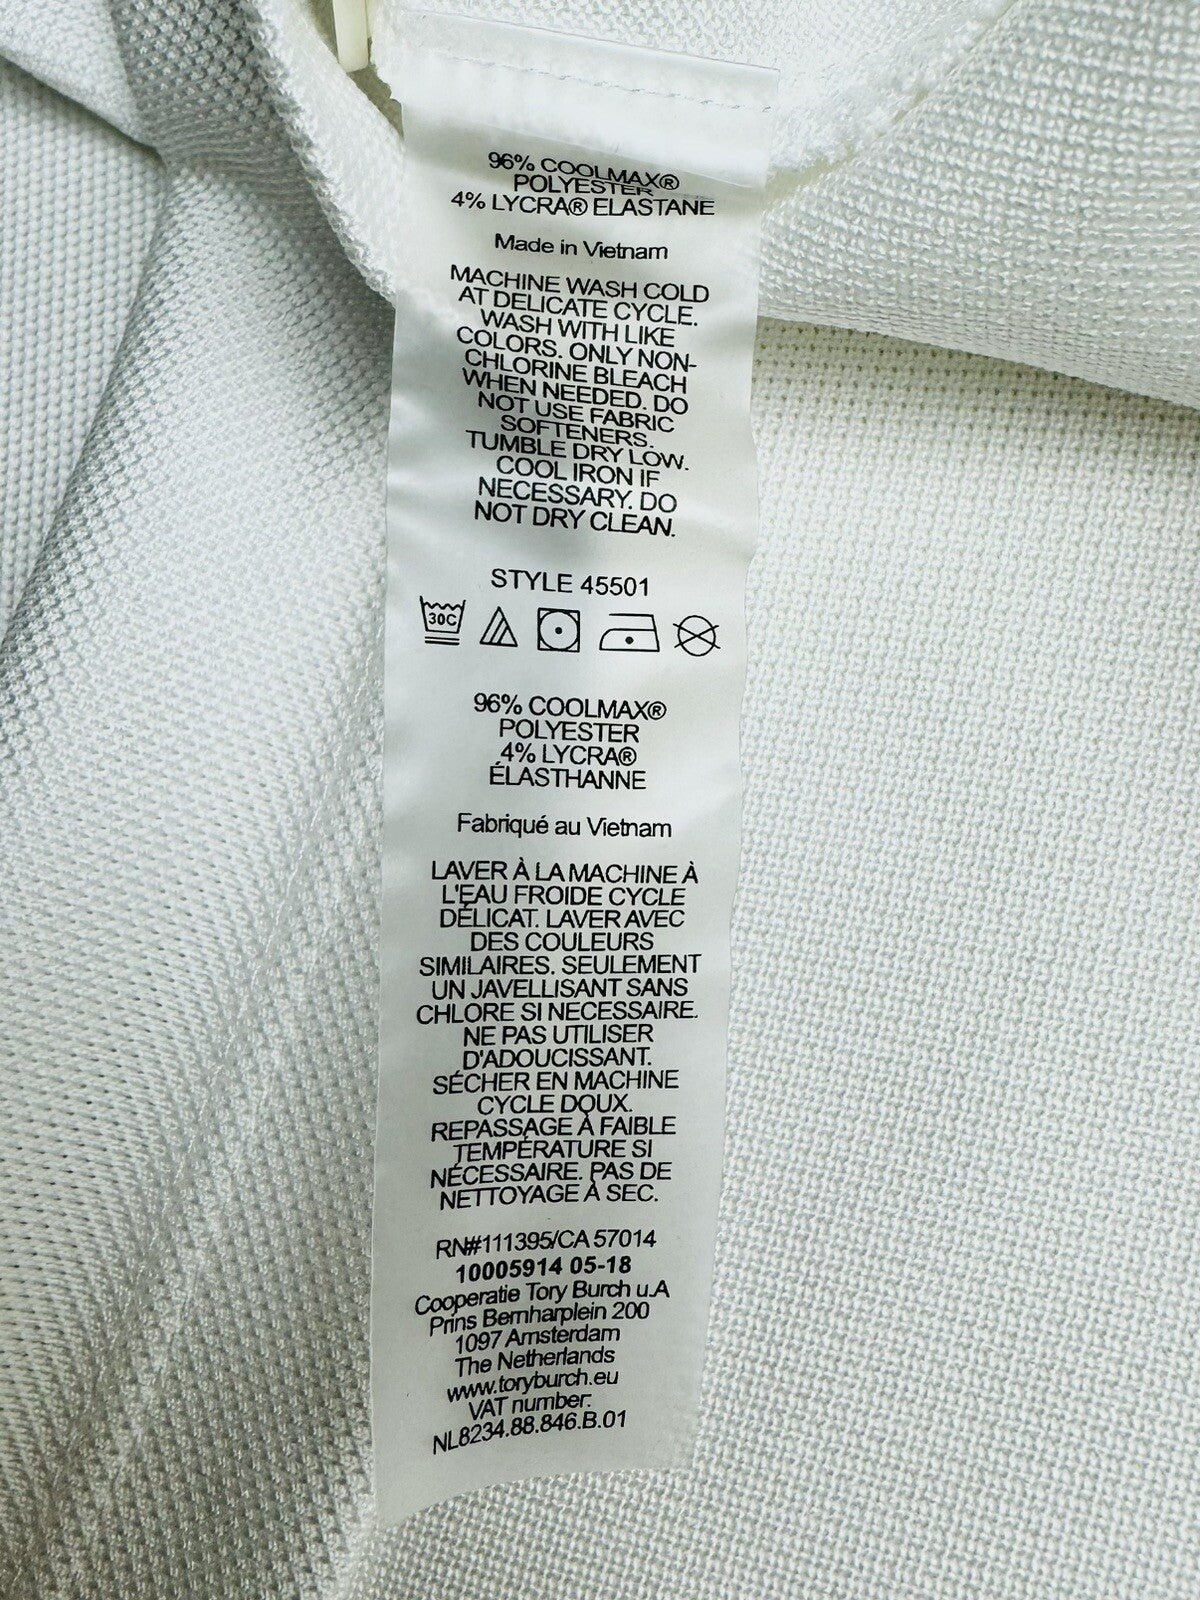 96% COOLMAX®
POLYESTER
4% LYCRA® ELASTANE
Made in Vietnam
MACHINE WASH COLD
AT DELICATE CYCLE.
WASH WITH LIKE
COLORS. ONLY NON-
CHLORINE BLEACH
WHEN NEEDED. DO
NOT USE FABRIC
SOFTENERS.
TUMBLE DRY LOW.
COOL IRON IF
NECESSARY. DO
NOT DRY CLEAN.
STYLE 45501
30C
96% COOLMAX®
POLYESTER
4% LYCRA®
ÉLASTHANNE
Fabriqué au Vietnam
LAVER À LA MACHINE À
L'EAU FROIDE CYCLE
DÉLICAT. LAVER AVEC
DES COULEURS
SIMILAIRES. SEULEMENT
UN JAVELLISANT SANS
CHLORE SI NECESSAIRE.
NE PAS UTILISER
D'ADOUCISSANT.
SÉCHER EN MACHINE
CYCLE DOUX.
REPASSAGE À FAIBLE
TEMPÉRATURE SI
NÉCESSAIRE. PAS DE
NETTOYAGE À SEC.
RN#111395/CA 57014
10005914 05-18
Cooperatie Tory Burch u.A
Prins Bernharplein 200
1097 Amsterdam
The Netherlands
www.toryburch.eu
VAT number:
NL8234.88.846.B.01